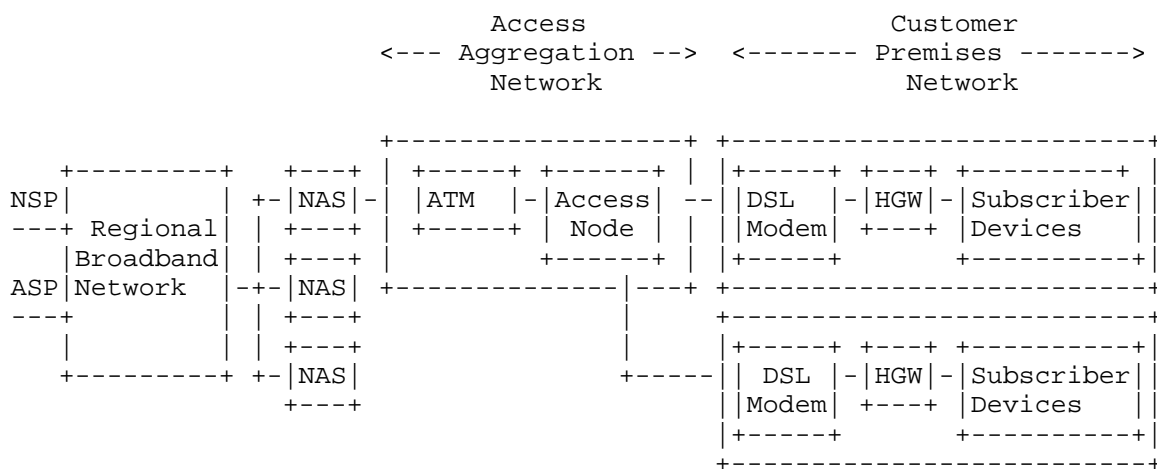 Access                   Customer
                          <--- Aggregation -->  <------- Premises ------->
                                 Network                   Network

                          +-------------------+ +--------------------------+
    +---------+   +----+  | +-----+ +------+  | |+-----+ +---+ +---------+ |
NSP|          | +-|NAS|-| |ATM  |-|Access|  --||DSL  |-|HGW|-|Subscriber||
---+ Regional|  | +---+ | +-----+ | Node |  | ||Modem| +---+ |Devices   ||
   |Broadband|  | +---+ |         +------+  | |+-----+       +----------+|
ASP|Network   |-+-|NAS| +--------------|---+ +--------------------------+
---+          | | +---+                |      +--------------------------+
   |          | | +---+                |      |+-----+ +---+ +----------+|
   +---------+  +-|NAS|                +-----|| DSL |-|HGW|-|Subscriber||
                  +---+                       ||Modem| +---+ |Devices   ||
                                              |+-----+       +----------+|
                                              +--------------------------+